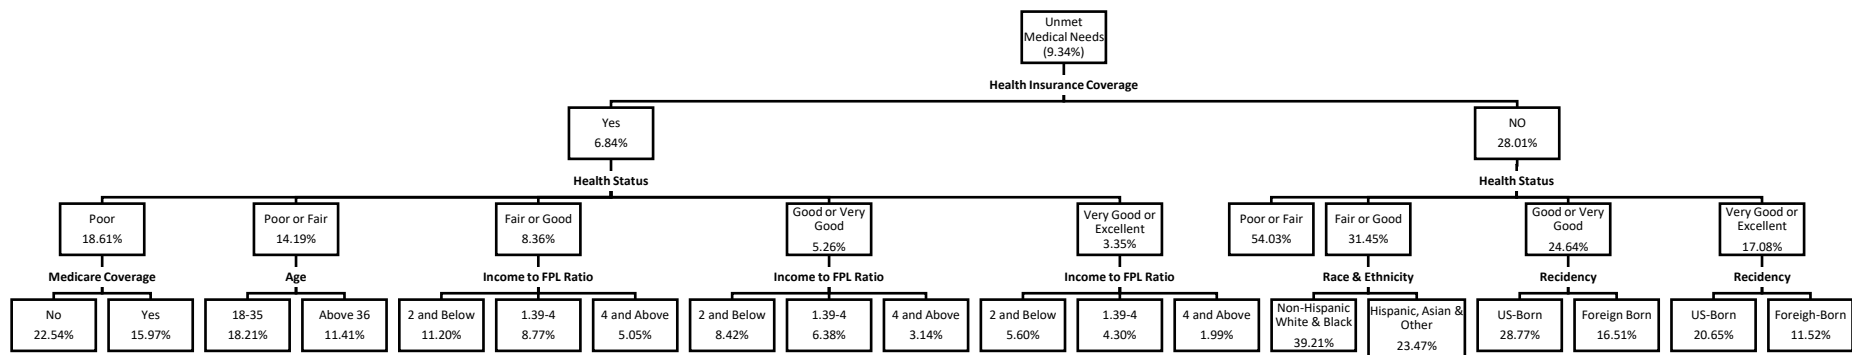 Unmet
Medical Needs
(9.34%)
Health Insurance Coverage
Yes
6.84%
NO
28.01%
Health Status
Health Status
Poor
18.61%
Poor or Fair
14.19%
Fair or Good
8.36%
Good or Very
Good
5.26%
Very Good or
Excellent
3.35%
Poor or Fair
54.03%
Fair or Good
31.45%
Good or Very
Good
24.64%
Very Good or
Excellent
17.08%
Medicare Coverage
Age
Income to FPL Ratio
Income to FPL Ratio
Income to FPL Ratio
Race & Ethnicity
Recidency
Recidency
No
22.54%
Yes
15.97%
18-35
18.21%
Above 36
11.41%
2 and Below
11.20%
1.39-4
8.77%
4 and Above
5.05%
2 and Below
8.42%
1.39-4
6.38%
4 and Above
3.14%
2 and Below
5.60%
1.39-4
4.30%
4 and Above
1.99%
Non-Hispanic
White & Black
39.21%
Hispanic, Asian &
Other
23.47%
US-Born
28.77%
Foreign Born
16.51%
US-Born
20.65%
Foreigh-Born
11.52%